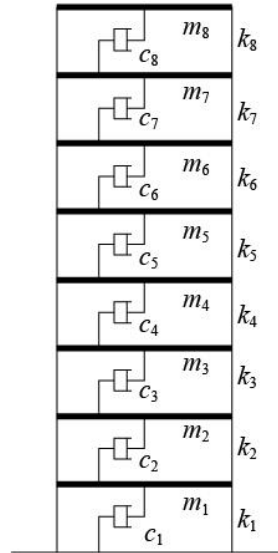 m₈ k₈
c₈
m₇ k₇
c₇
m₆ k₆
c₆
m₅ k₅
c₅
m₄ k₄
c₄
m₃ k₃
c₃
m₂ k₂
c₂
m₁ k₁
c₁